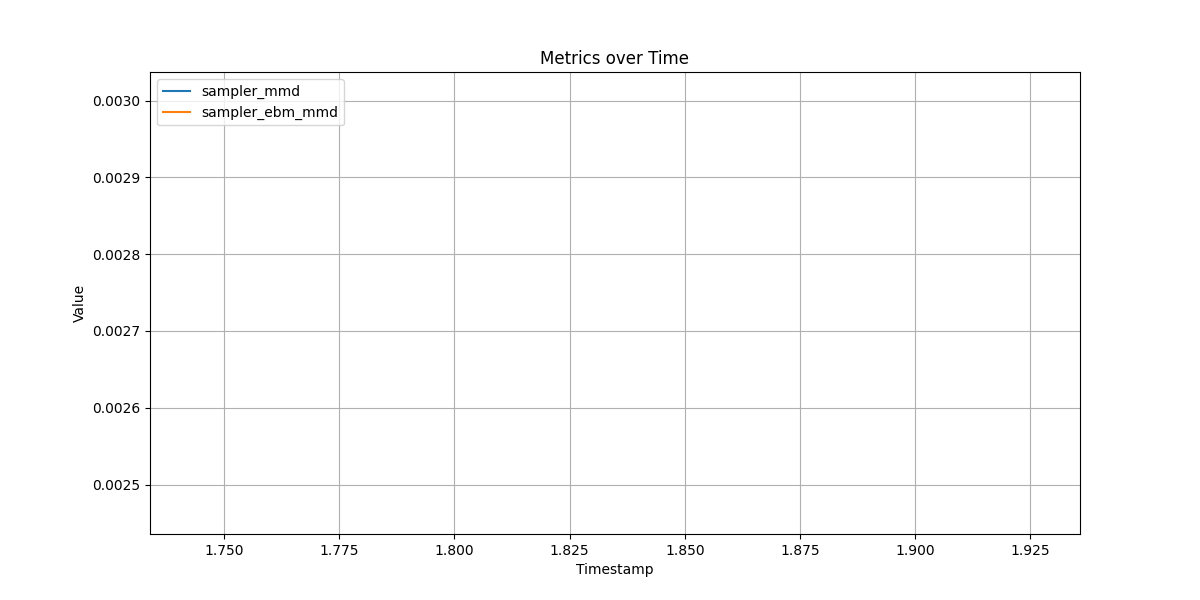 Metrics over Time
sampler_mmd
sampler_ebm_mmd
0.0030
0.0029
0.0028
0.0027
0.0026
0.0025
Value
1.750 1.775 1.800 1.825 1.850 1.875 1.900 1.925
Timestamp